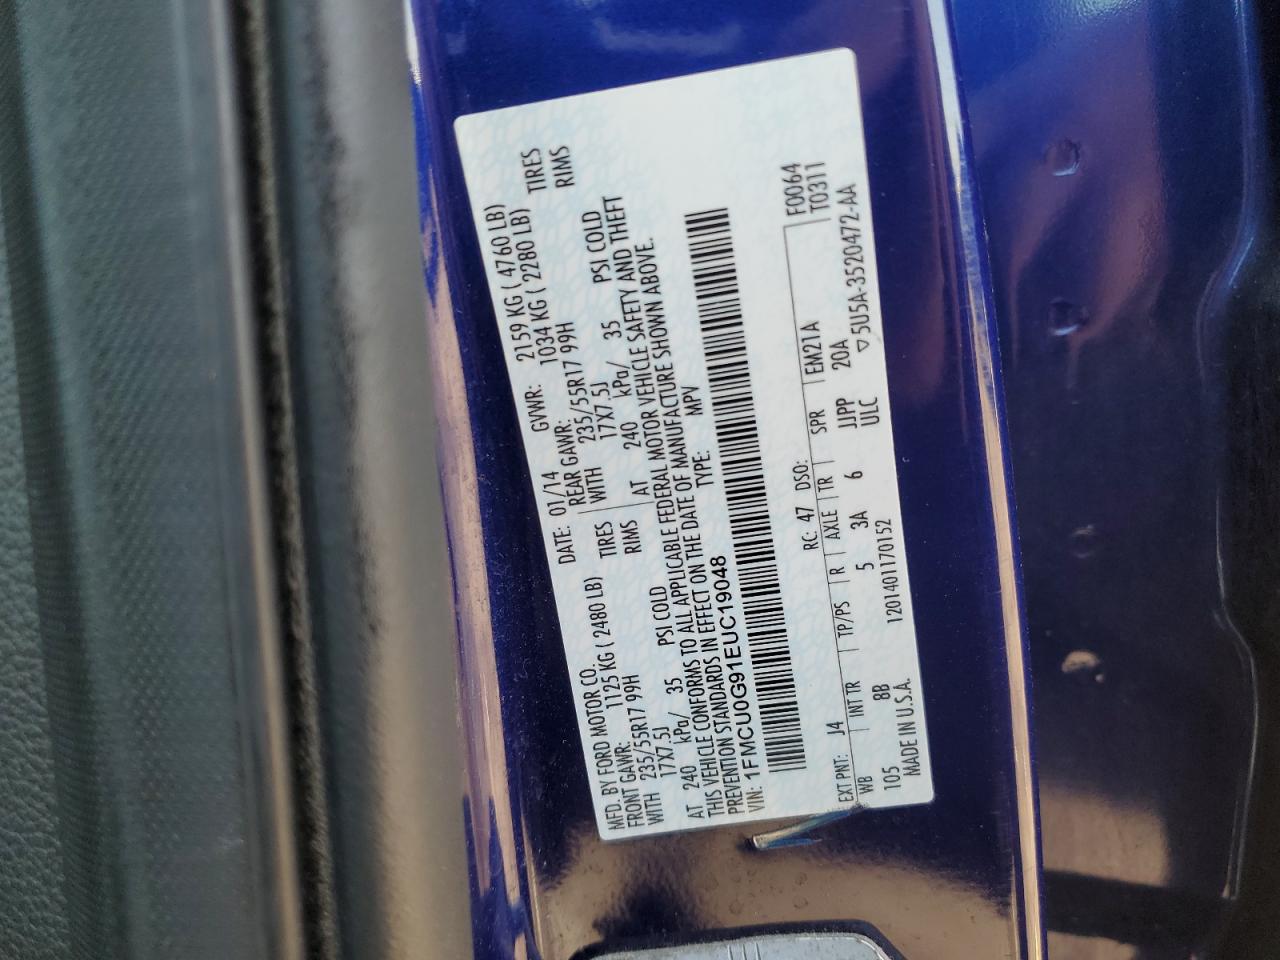 MFD. BY FORD MOTOR CO. DATE: 01/14 GVWR: 2159 KG ( 4760 LB)
FRONT GAWR: 1125 KG ( 2480 LB) REAR GAWR: 1034 KG ( 2280 LB)
WITH 235/55R17 99H TIRES WITH 235/55R17 99H TIRES
17X7.5J RIMS 17X7.5J RIMS
AT 240 kPa/ 35 PSI COLD AT 240 kPa/ 35 PSI COLD
THIS VEHICLE CONFORMS TO ALL APPLICABLE FEDERAL MOTOR VEHICLE SAFETY AND THEFT
PREVENTION STANDARDS IN EFFECT ON THE DATE OF MANUFACTURE SHOWN ABOVE.
VIN: 1FMCU0G91EUC19048 TYPE: MPV
EXT PNT: J4 RC: 47 DSO: F0064
WB INT TR TP/PS R AXLE TR SPR EM21A T0311
105 8B 5 3A 6 JJPP 20A
MADE IN U.S.A. 1201401170152 ULC ▽5U5A-3520472-AA